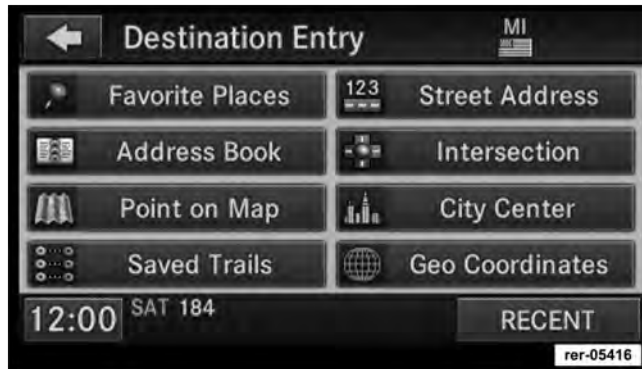 Destination Entry
MI
Favorite Places
123
Street Address
Address Book
Intersection
Point on Map
City Center
Saved Trails
Geo Coordinates
12:00
SAT 184
RECENT
rer-05416